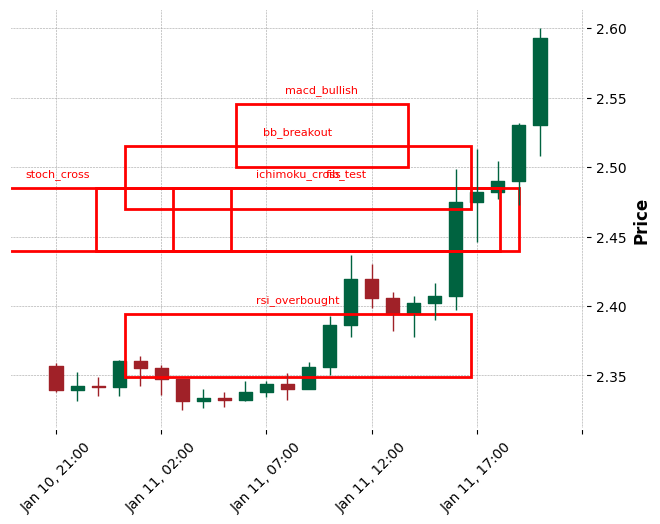 2.60
macd_bullish
2.55
bb_breakout
2.50
stoch_cross
ichimoku_cross
fib_test
2.45
Price
2.40
rsi_overbought
2.35
Jan 10, 21:00
Jan 11, 02:00
Jan 11, 07:00
Jan 11, 12:00
Jan 11, 17:00